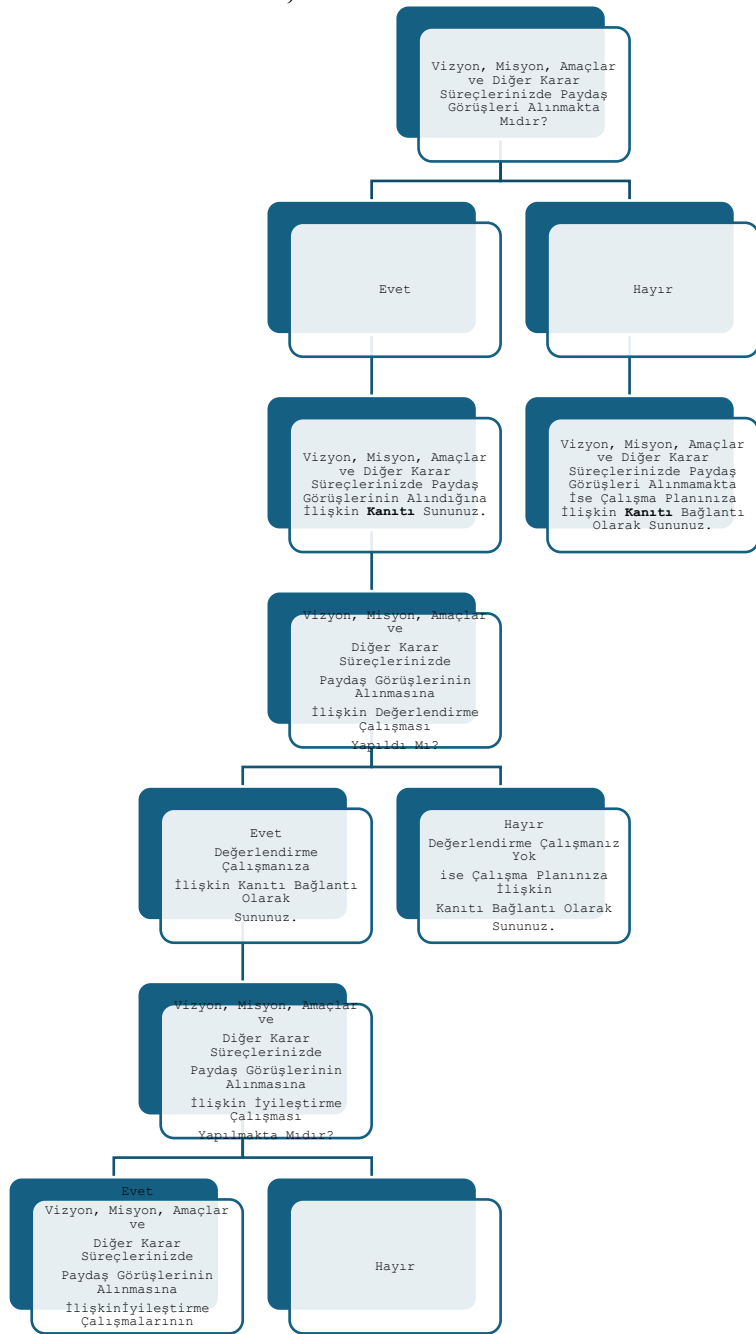 Vizyon, Misyon, Amaçlar
ve Diğer Karar
Süreçlerinizde Paydaş
Görüşleri Alınmakta
Mıdır?
Evet
Hayır
Vizyon, Misyon, Amaçlar
ve Diğer Karar
Süreçlerinizde Paydaş
Görüşlerinin Alındığına
İlişkin Kanıtı Sununuz.
Vizyon, Misyon, Amaçlar
ve Diğer Karar
Süreçlerinizde Paydaş
Görüşleri Alınmamakta
İse Çalışma Planınıza
İlişkin Kanıtı Bağlantı
Olarak Sununuz.
Vizyon, Misyon, Amaçlar
ve
Diğer Karar
Süreçlerinizde
Paydaş Görüşlerinin
Alınmasına
İlişkin Değerlendirme
Çalışması
Yapıldı Mı?
Evet
Değerlendirme
Çalışmanıza
İlişkin Kanıtı Bağlantı
Olarak
Sununuz.
Hayır
Değerlendirme Çalışmanız
Yok
ise Çalışma Planınıza
İlişkin
Kanıtı Bağlantı Olarak
Sununuz.
Vizyon, Misyon, Amaçlar
ve
Diğer Karar
Süreçlerinizde
Paydaş Görüşlerinin
Alınmasına
İlişkin İyileştirme
Çalışması
Yapılmakta Mıdır?
Evet
Vizyon, Misyon, Amaçlar
ve
Diğer Karar
Süreçlerinizde
Paydaş Görüşlerinin
Alınmasına
İlişkinİyileştirme
Çalışmalarının
Hayır